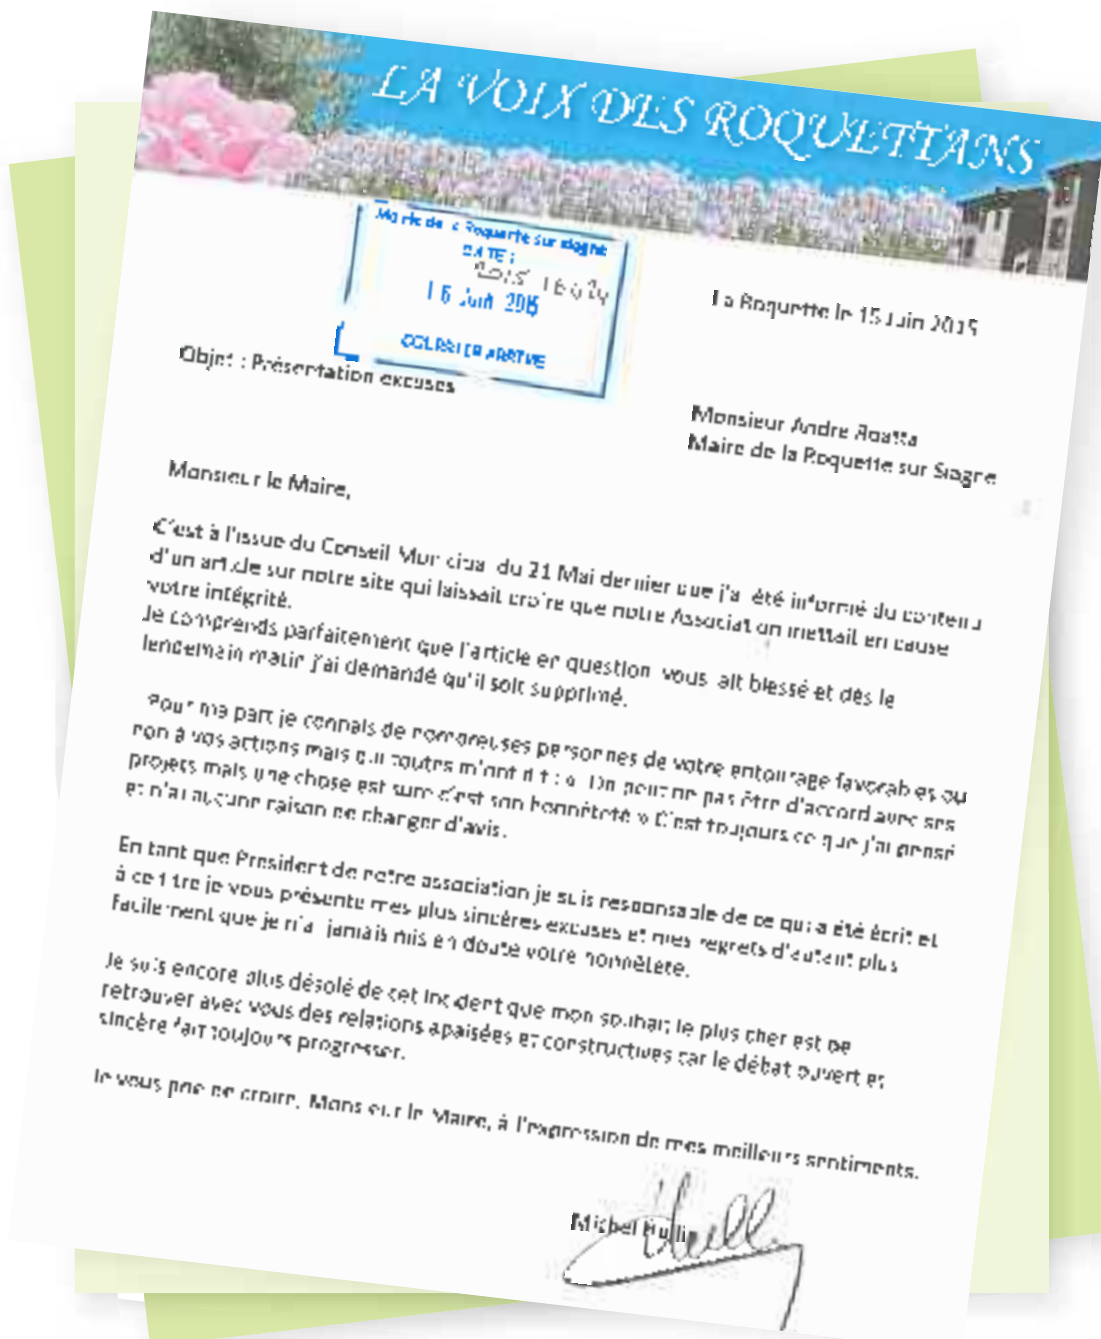 LA VOIX DES ROQUETTANS
Mairie de la Roquette sur Siagne
DATE :
16 Juin 2015
COURRIER ARRIVE
La Roquette le 15 Juin 2015
Objet : Présentation excuses
Monsieur Andre Roatta
Maire de la Roquette sur Siagne
Monsieur le Maire,
C'est à l'issue du Conseil Municipal du 21 Mai dernier que j'ai été informé du contenu
d'un article sur notre site qui laissait croire que notre Association mettait en cause
votre intégrité.
Je comprends parfaitement que l'article en question vous ait blessé et dès le
lendemain matin j'ai demandé qu'il soit supprimé.
Pour ma part je connais de nombreuses personnes de votre entourage favorables ou
non à vos actions mais qui toutes m'ont dit : « On peut ne pas être d'accord avec ses
projets mais une chose est sure c'est son honnêteté » C'est toujours ce que j'ai pensé
et n'ai aucune raison de changer d'avis.
En tant que Président de notre association je suis responsable de ce qui a été écrit et
à ce titre je vous présente mes plus sincères excuses et mes regrets d'autant plus
facilement que je n'ai jamais mis en doute votre honnêteté.
Je suis encore plus désolé de cet incident que mon souhait le plus cher est de
retrouver avec vous des relations apaisées et constructives car le débat ouvert et
sincère fait toujours progresser.
Je vous prie de croire, Monsieur le Maire, à l'expression de mes meilleurs sentiments.
Michel